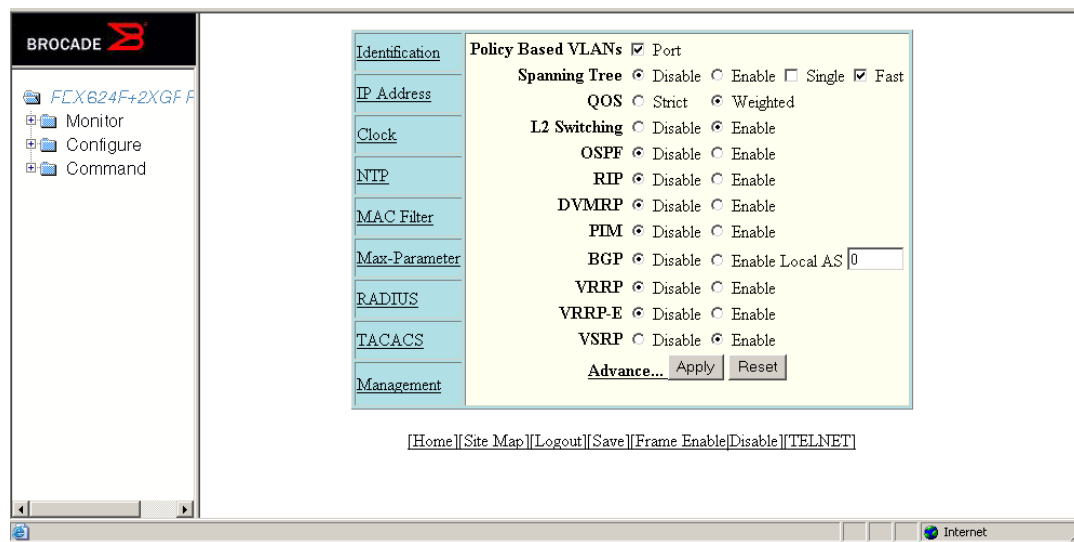 BROCADE
FEX624F+2XGF F
Monitor
Configure
Command
Identification
IP Address
Clock
NTP
MAC Filter
Max-Parameter
RADIUS
TACACS
Management
Policy Based VLANs Port
Spanning Tree Disable Enable Single Fast
QOS Strict Weighted
L2 Switching Disable Enable
OSPF Disable Enable
RIP Disable Enable
DVMRP Disable Enable
PIM Disable Enable
BGP Disable Enable Local AS 0
VRRP Disable Enable
VRRP-E Disable Enable
VSRP Disable Enable
Advance... Apply Reset
[Home][Site Map][Logout][Save][Frame Enable|Disable][TELNET]
Internet